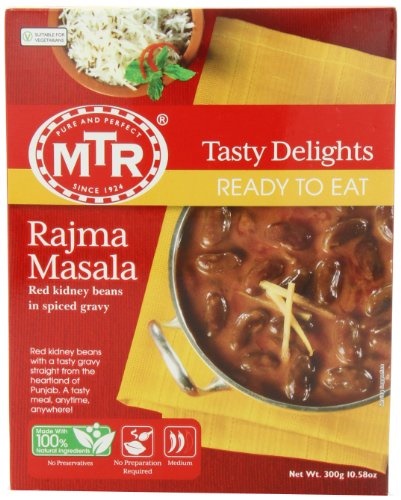 SUITABLE FOR
VEGETARIANS
PURE AND PERFECT
MTR®
SINCE 1924
Tasty Delights
READY TO EAT
Rajma
Masala
Red kidney beans
in spiced gravy
Red kidney beans
with a tasty gravy
straight from the
heartland of
Punjab. A tasty
meal, anytime,
anywhere!
Made With
100%
Natural Ingredients
No Preservatives
No Preparation
Required
Medium
Net Wt. 300g (0.58oz